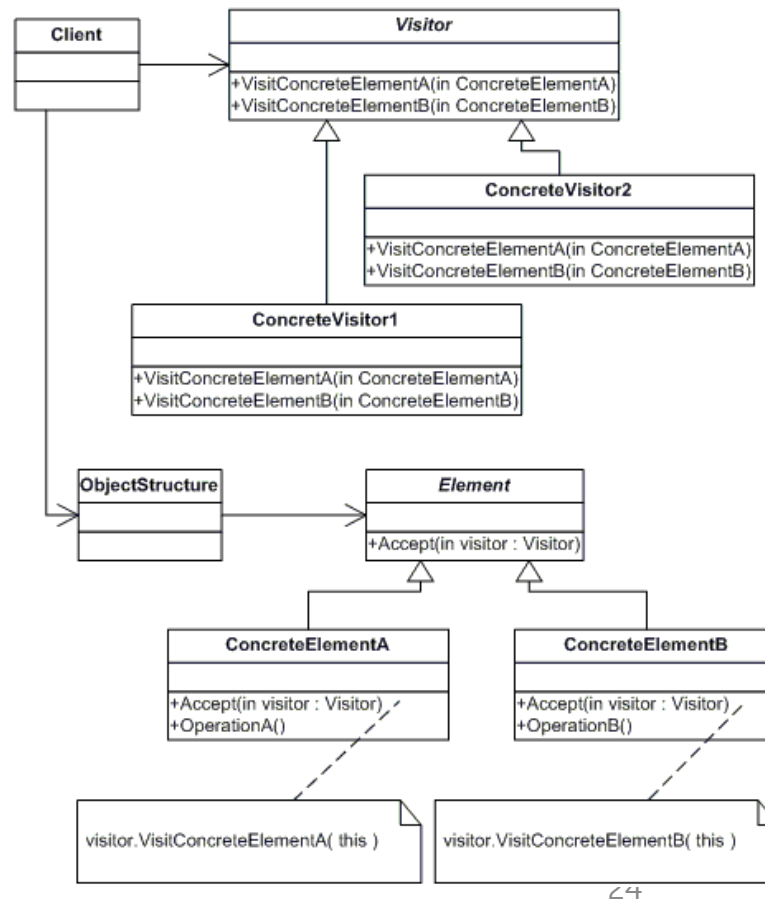 Client
Visitor
+VisitConcreteElementA(in ConcreteElementA)
+VisitConcreteElementB(in ConcreteElementB)
ConcreteVisitor2
+VisitConcreteElementA(in ConcreteElementA)
+VisitConcreteElementB(in ConcreteElementB)
ConcreteVisitor1
+VisitConcreteElementA(in ConcreteElementA)
+VisitConcreteElementB(in ConcreteElementB)
ObjectStructure
Element
+Accept(in visitor : Visitor)
ConcreteElementA
+Accept(in visitor : Visitor)
+OperationA()
ConcreteElementB
+Accept(in visitor : Visitor)
+OperationB()
visitor.VisitConcreteElementA( this )
visitor.VisitConcreteElementB( this )
24